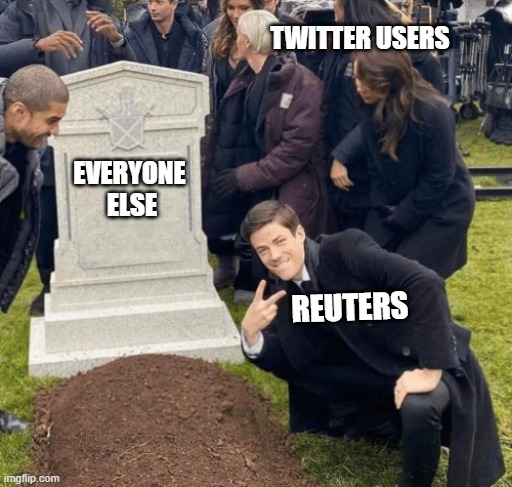 TWITTER USERS
EVERYONE
ELSE
REUTERS
imgflip.com